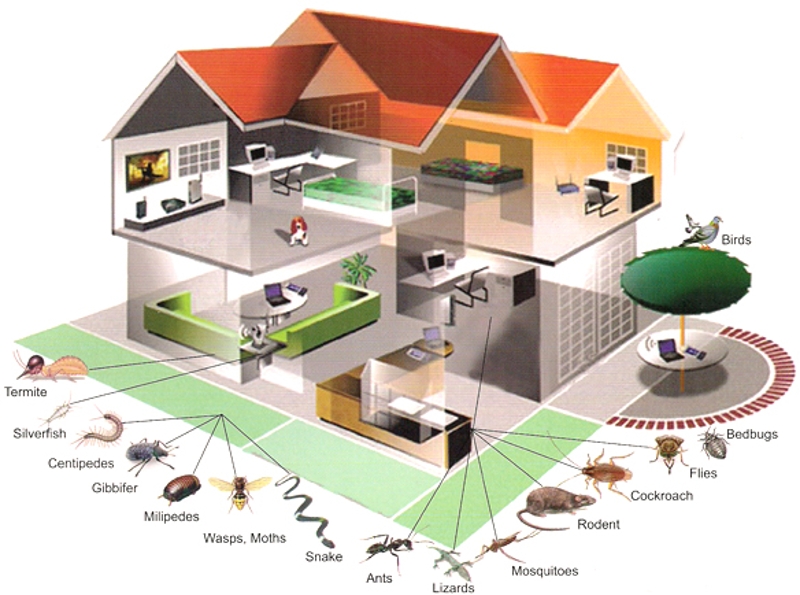 Birds
Termite
Silverfish
Centipedes
Gibbifer
Milipedes
Wasps, Moths
Snake
Ants
Lizards
Mosquitoes
Rodent
Cockroach
Flies
Bedbugs